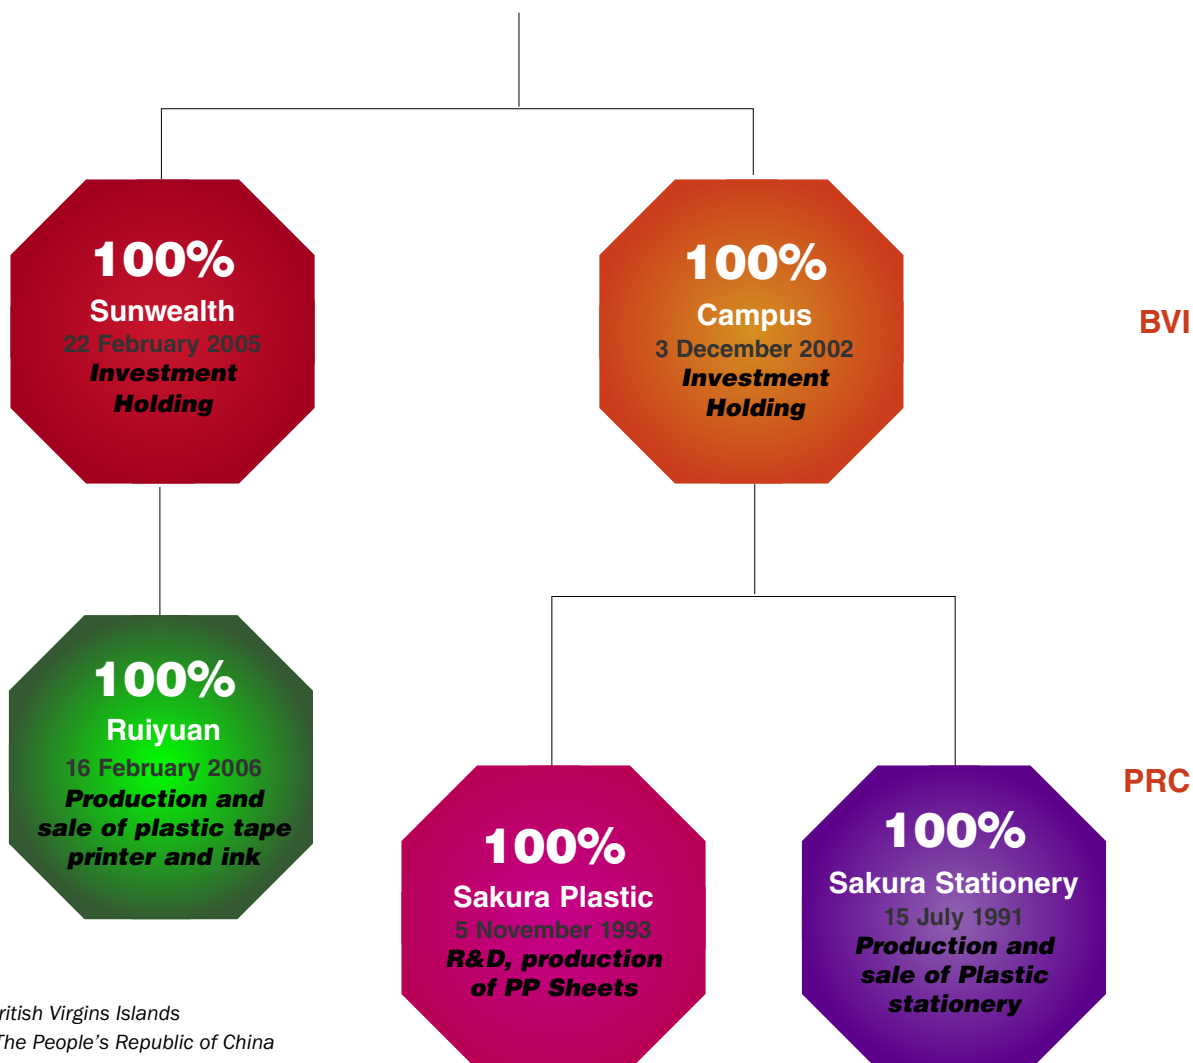 100%
Sunwealth
22 February 2005
Investment
Holding
100%
Campus
3 December 2002
Investment
Holding
BVI
100%
Ruiyuan
16 February 2006
Production and
sale of plastic tape
printer and ink
PRC
100%
Sakura Plastic
5 November 1993
R&D, production
of PP Sheets
100%
Sakura Stationery
15 July 1991
Production and
sale of Plastic
stationery
ritish Virgins Islands
The People's Republic of China